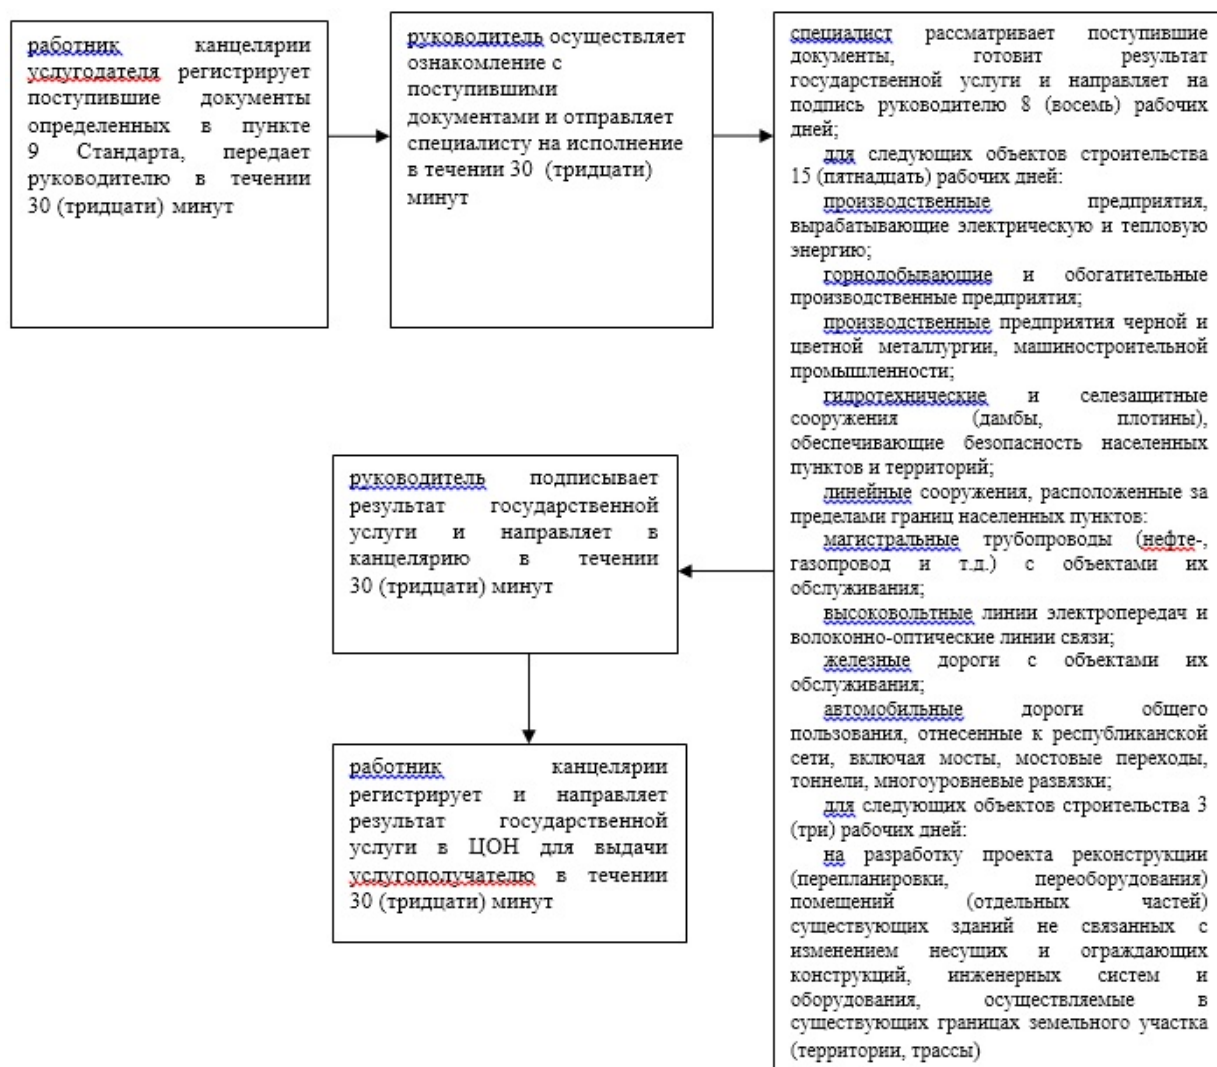 работник канцелярии
услугодателя регистрирует
поступившие документы
определенных в пункте
9 Стандарта, передает
руководителю в течении
30 (тридцати) минут
руководитель осуществляет
ознакомление с
поступившими
документами и отправляет
специалисту на исполнение
в течении 30 (тридцати)
минут
специалист рассматривает поступившие
документы, готовит результат
государственной услуги и направляет на
подпись руководителю 8 (восемь) рабочих
дней;
для следующих объектов строительства
15 (пятнадцать) рабочих дней:
производственные предприятия,
вырабатывающие электрическую и тепловую
энергию;
горнодобывающие и обогатительные
производственные предприятия;
производственные предприятия черной и
цветной металлургии, машиностроительной
промышленности;
гидротехнические и селезащитные
сооружения (дамбы, плотины),
обеспечивающие безопасность населенных
пунктов и территорий;
линейные сооружения, расположенные за
пределами границ населенных пунктов:
магистральные трубопроводы (нефте-,
газопровод и т.д.) с объектами их
обслуживания;
высоковольтные линии электропередач и
волоконно-оптические линии связи;
железные дороги с объектами их
обслуживания;
автомобильные дороги общего
пользования, отнесенные к республиканской
сети, включая мосты, мостовые переходы,
тоннели, многоуровневые развязки;
для следующих объектов строительства 3
(три) рабочих дней:
на разработку проекта реконструкции
(перепланировки, переоборудования)
помещений (отдельных частей)
существующих зданий не связанных с
изменением несущих и ограждающих
конструкций, инженерных систем и
оборудования, осуществляемые в
существующих границах земельного участка
(территории, трассы)
руководитель подписывает
результат государственной
услуги и направляет в
канцелярию в течении
30 (тридцати) минут
работник канцелярии
регистрирует и направляет
результат государственной
услуги в ЦОН для выдачи
услугополучателю в течении
30 (тридцати) минут